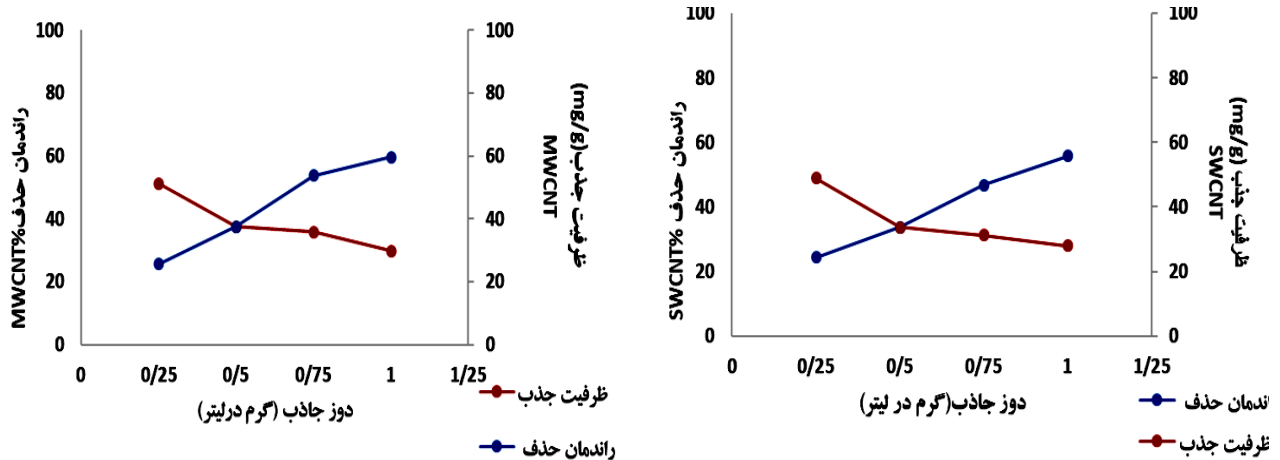 100
80
60
40
20
0
راندمان حذف%MWCNT
100
80
60
40
20
0
ظرفیت جذب(mg/g)
MWCNT
0 0/25 0/5 0/75 1 1/25
دوز جاذب (گرم درلیتر)
ظرفیت جذب
راندمان حذف
100
80
60
40
20
0
راندمان حذف %SWCNT
100
80
60
40
20
0
ظرفیت جذب (mg/g)
SWCNT
0 0/25 0/5 0/75 1 1/25
دوز جاذب(گرم در لیتر)
اندمان حذف
ظرفیت جذب